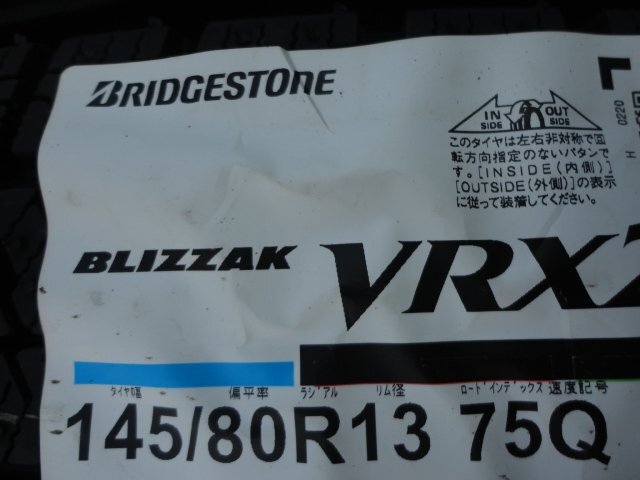 BRIDGESTONE
IN SIDE OUT SIDE
このタイヤは左右非対称で回
転方向指定のないパタンで
す。[INSIDE(内側)]
[OUTSIDE(外側)]の表示
に従って装着してください。
0220
H
BLIZZAK VRX2
タイヤ幅 偏平率 ラジアル リム径 ロードインデックス 速度記号
145/80R13 75Q